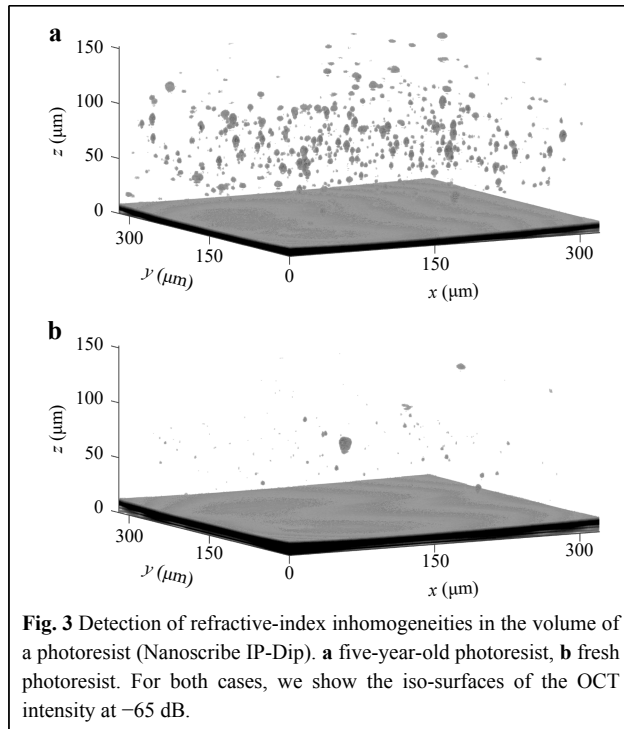 a
150
100
50
0
z (μm)
300
150
0
y (μm)
150
300
x (μm)
b
150
100
50
0
z (μm)
300
150
0
y (μm)
150
300
x (μm)
Fig. 3 Detection of refractive-index inhomogeneities in the volume of
a photoresist (Nanoscribe IP-Dip). a five-year-old photoresist, b fresh
photoresist. For both cases, we show the iso-surfaces of the OCT
intensity at −65 dB.